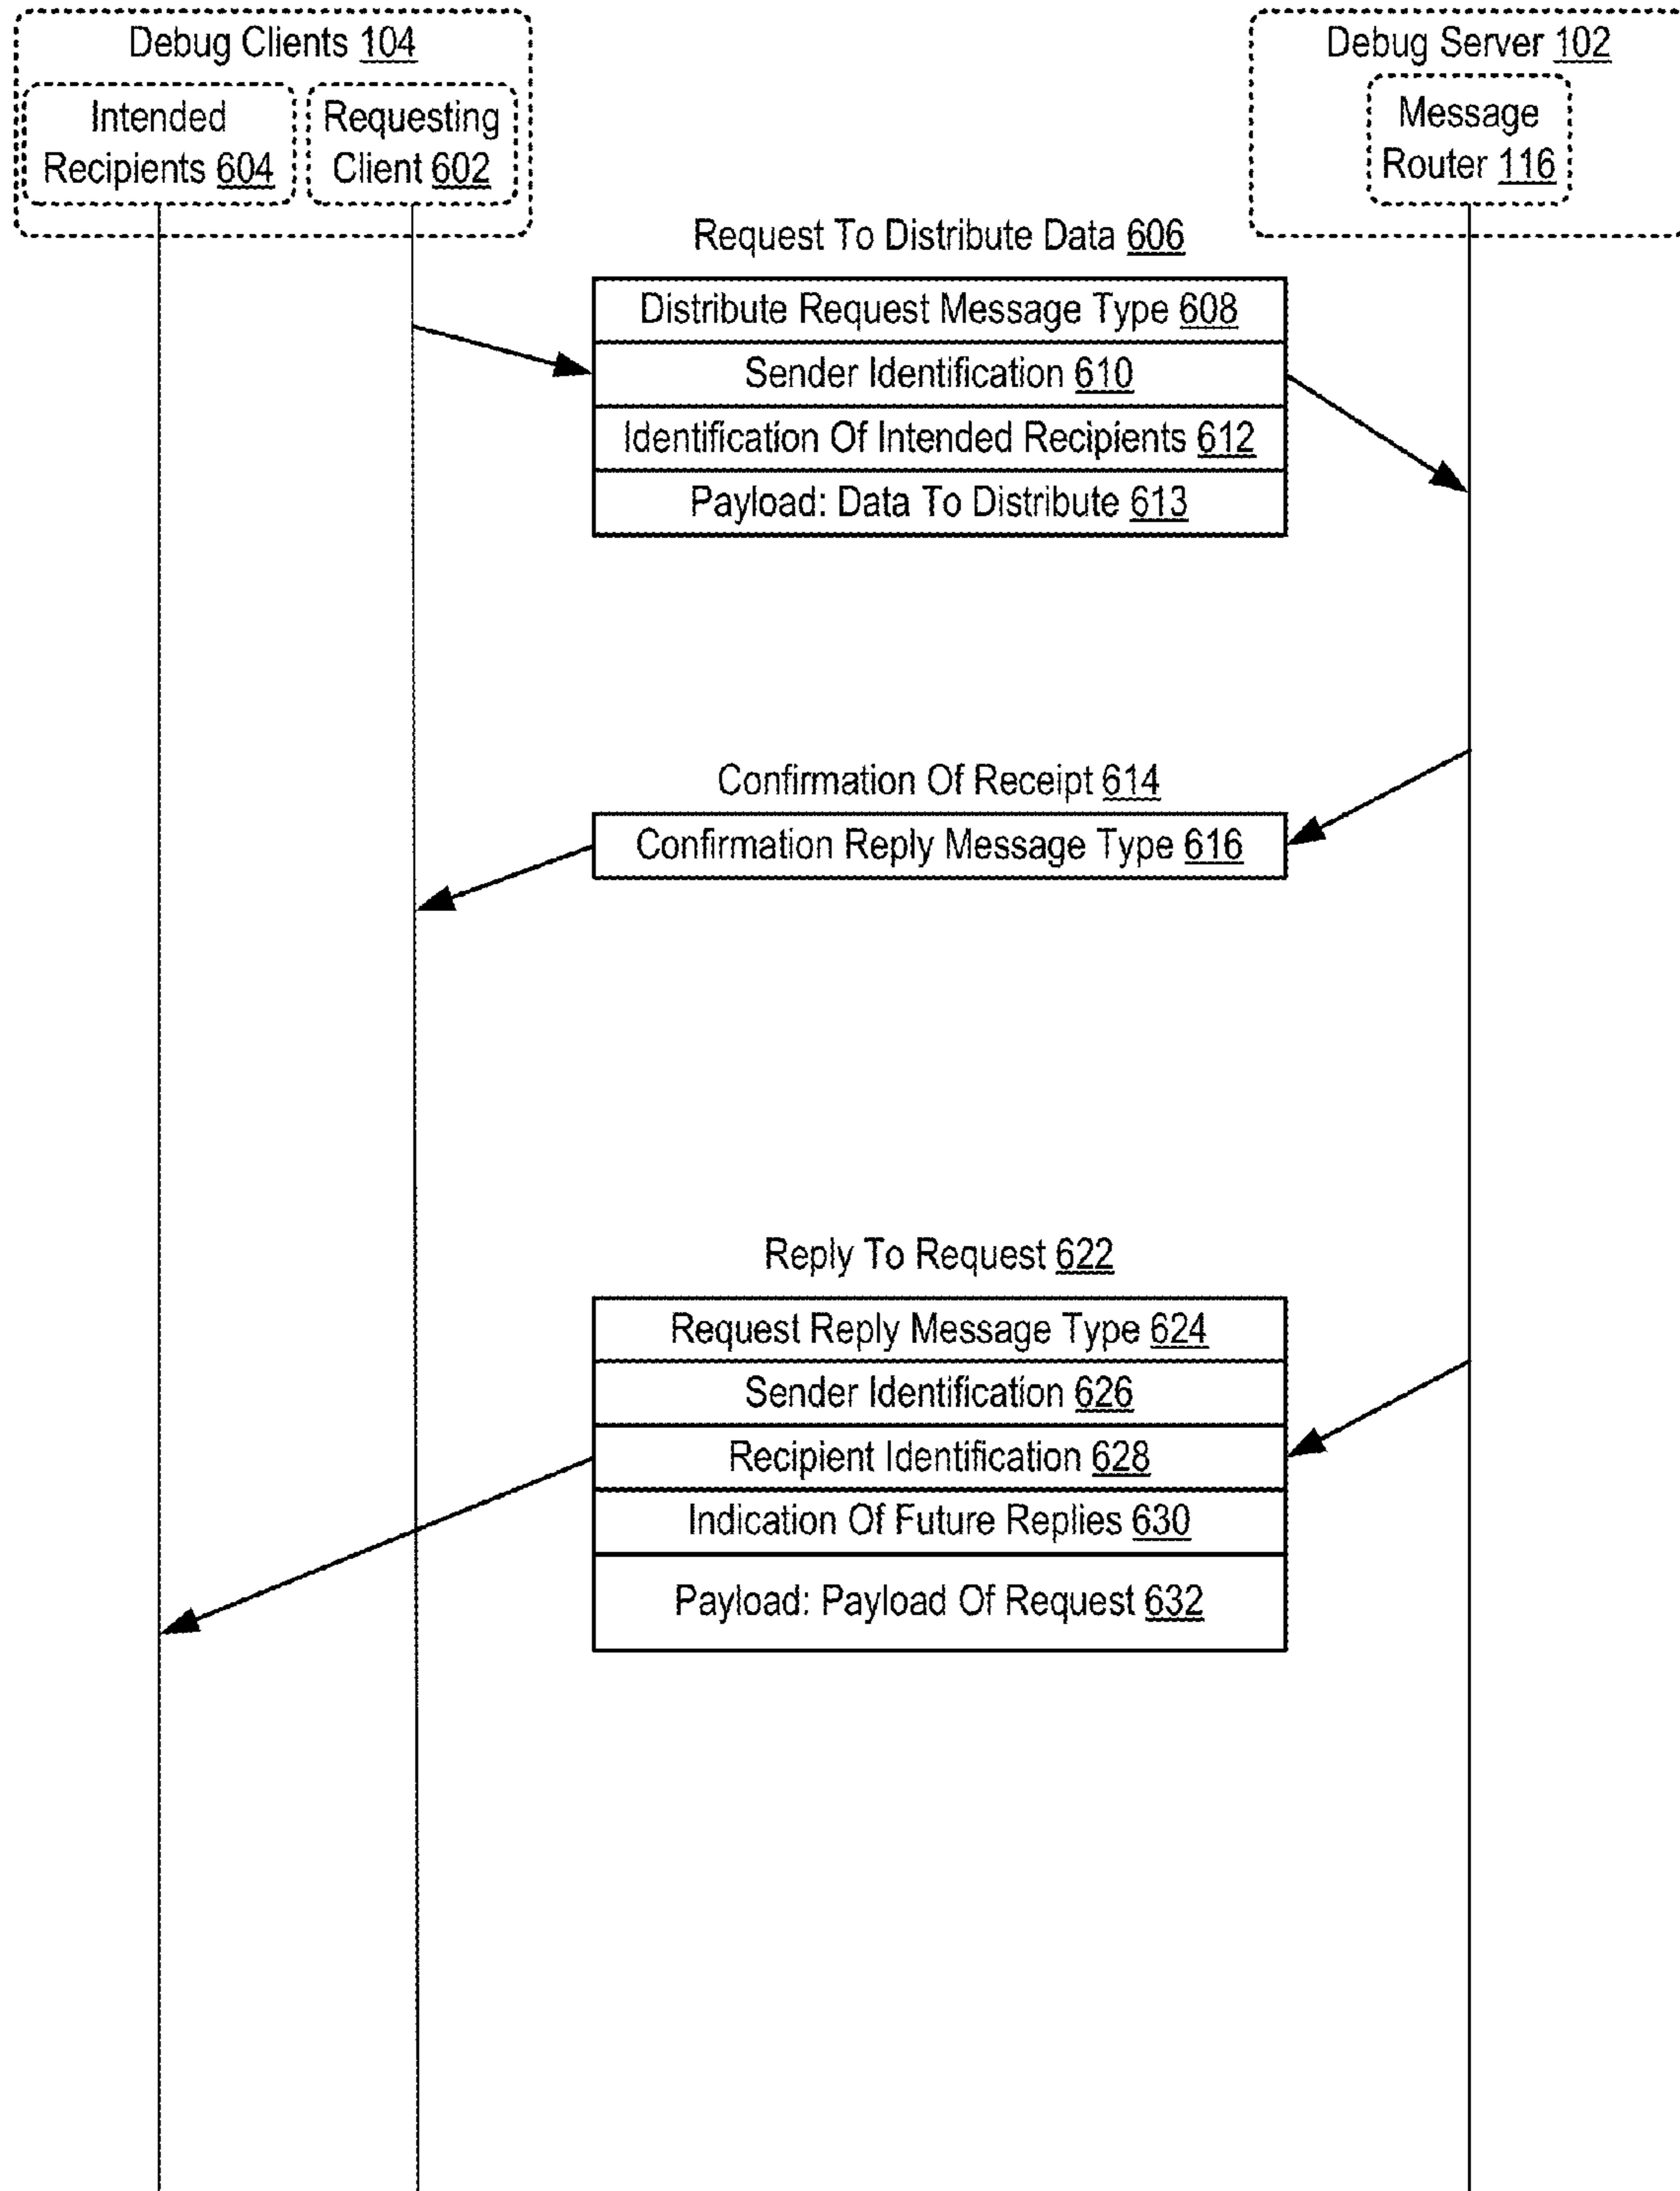 Debug Clients 104
Intended
Recipients 604
Requesting
Client 602
Debug Server 102
Message
Router 116
Request To Distribute Data 606
Distribute Request Message Type 608
Sender Identification 610
Identification Of Intended Recipients 612
Payload: Data To Distribute 613
Confirmation Of Receipt 614
Confirmation Reply Message Type 616
Reply To Request 622
Request Reply Message Type 624
Sender Identification 626
Recipient Identification 628
Indication Of Future Replies 630
Payload: Payload Of Request 632